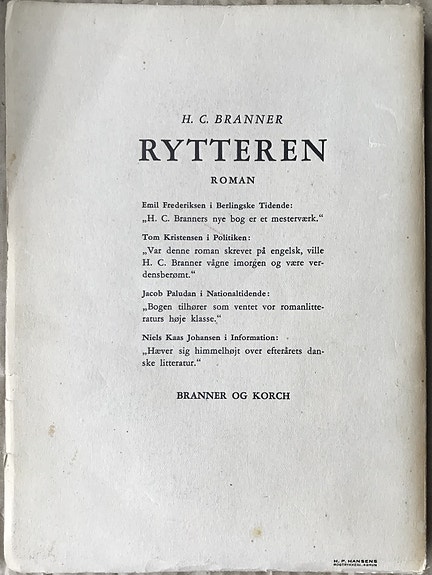 H. C. BRANNER
RYTTEREN
ROMAN
Emil Frederiksen i Berlingske Tidende:
„H. C. Branners nye bog er et mesterværk.“
Tom Kristensen i Politiken:
„Var denne roman skrevet på engelsk, ville
H. C. Branner vågne imorgen og være ver-
densberømt.“
Jacob Paludan i Nationaltidende:
„Bogen tilhører som ventet vor romanlitte-
raturs høje klasse.“
Niels Kaas Johansen i Information:
„Hæver sig himmelhøjt over efterårets dan-
ske litteratur.“
BRANNER OG KORCH
H. P. HANSENS